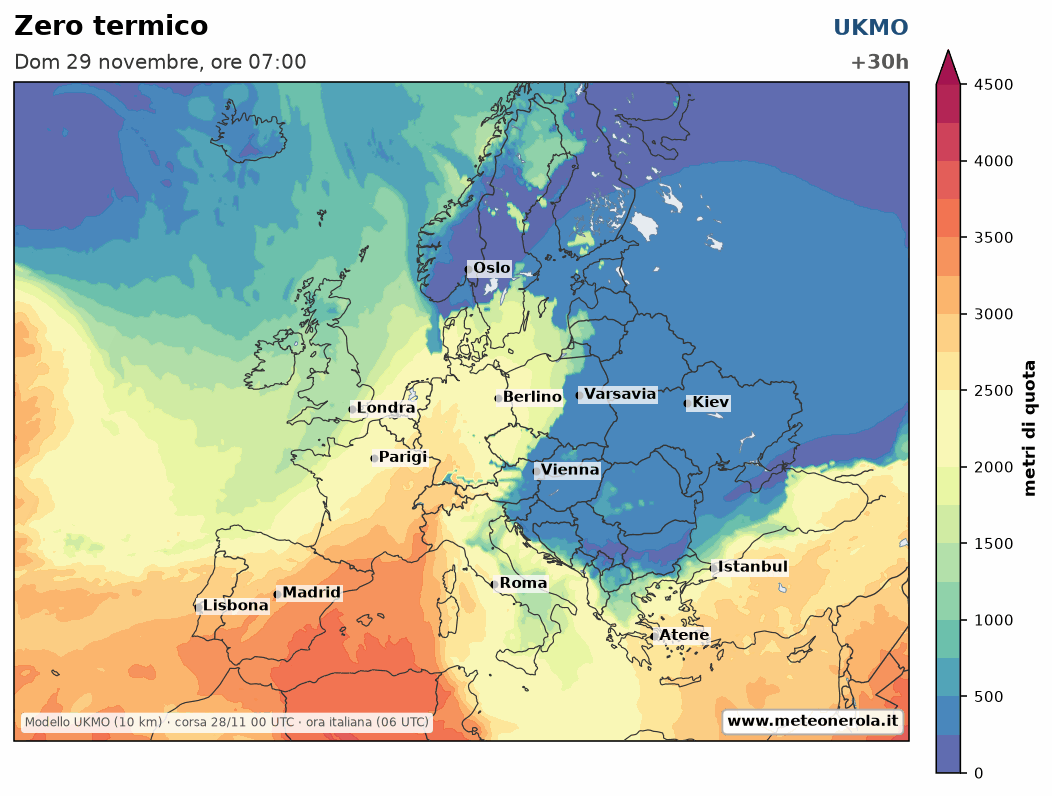 Zero termico
UKMO
Dom 29 novembre, ore 07:00
+30h
Oslo
Londra
Berlino
Varsavia
Kiev
Parigi
Vienna
Lisbona
Madrid
Roma
Istanbul
Atene
Modello UKMO (10 km) · corsa 28/11 00 UTC · ora italiana (06 UTC)
www.meteonerola.it
4500
4000
3500
3000
2500
2000
1500
1000
500
0
metri di quota